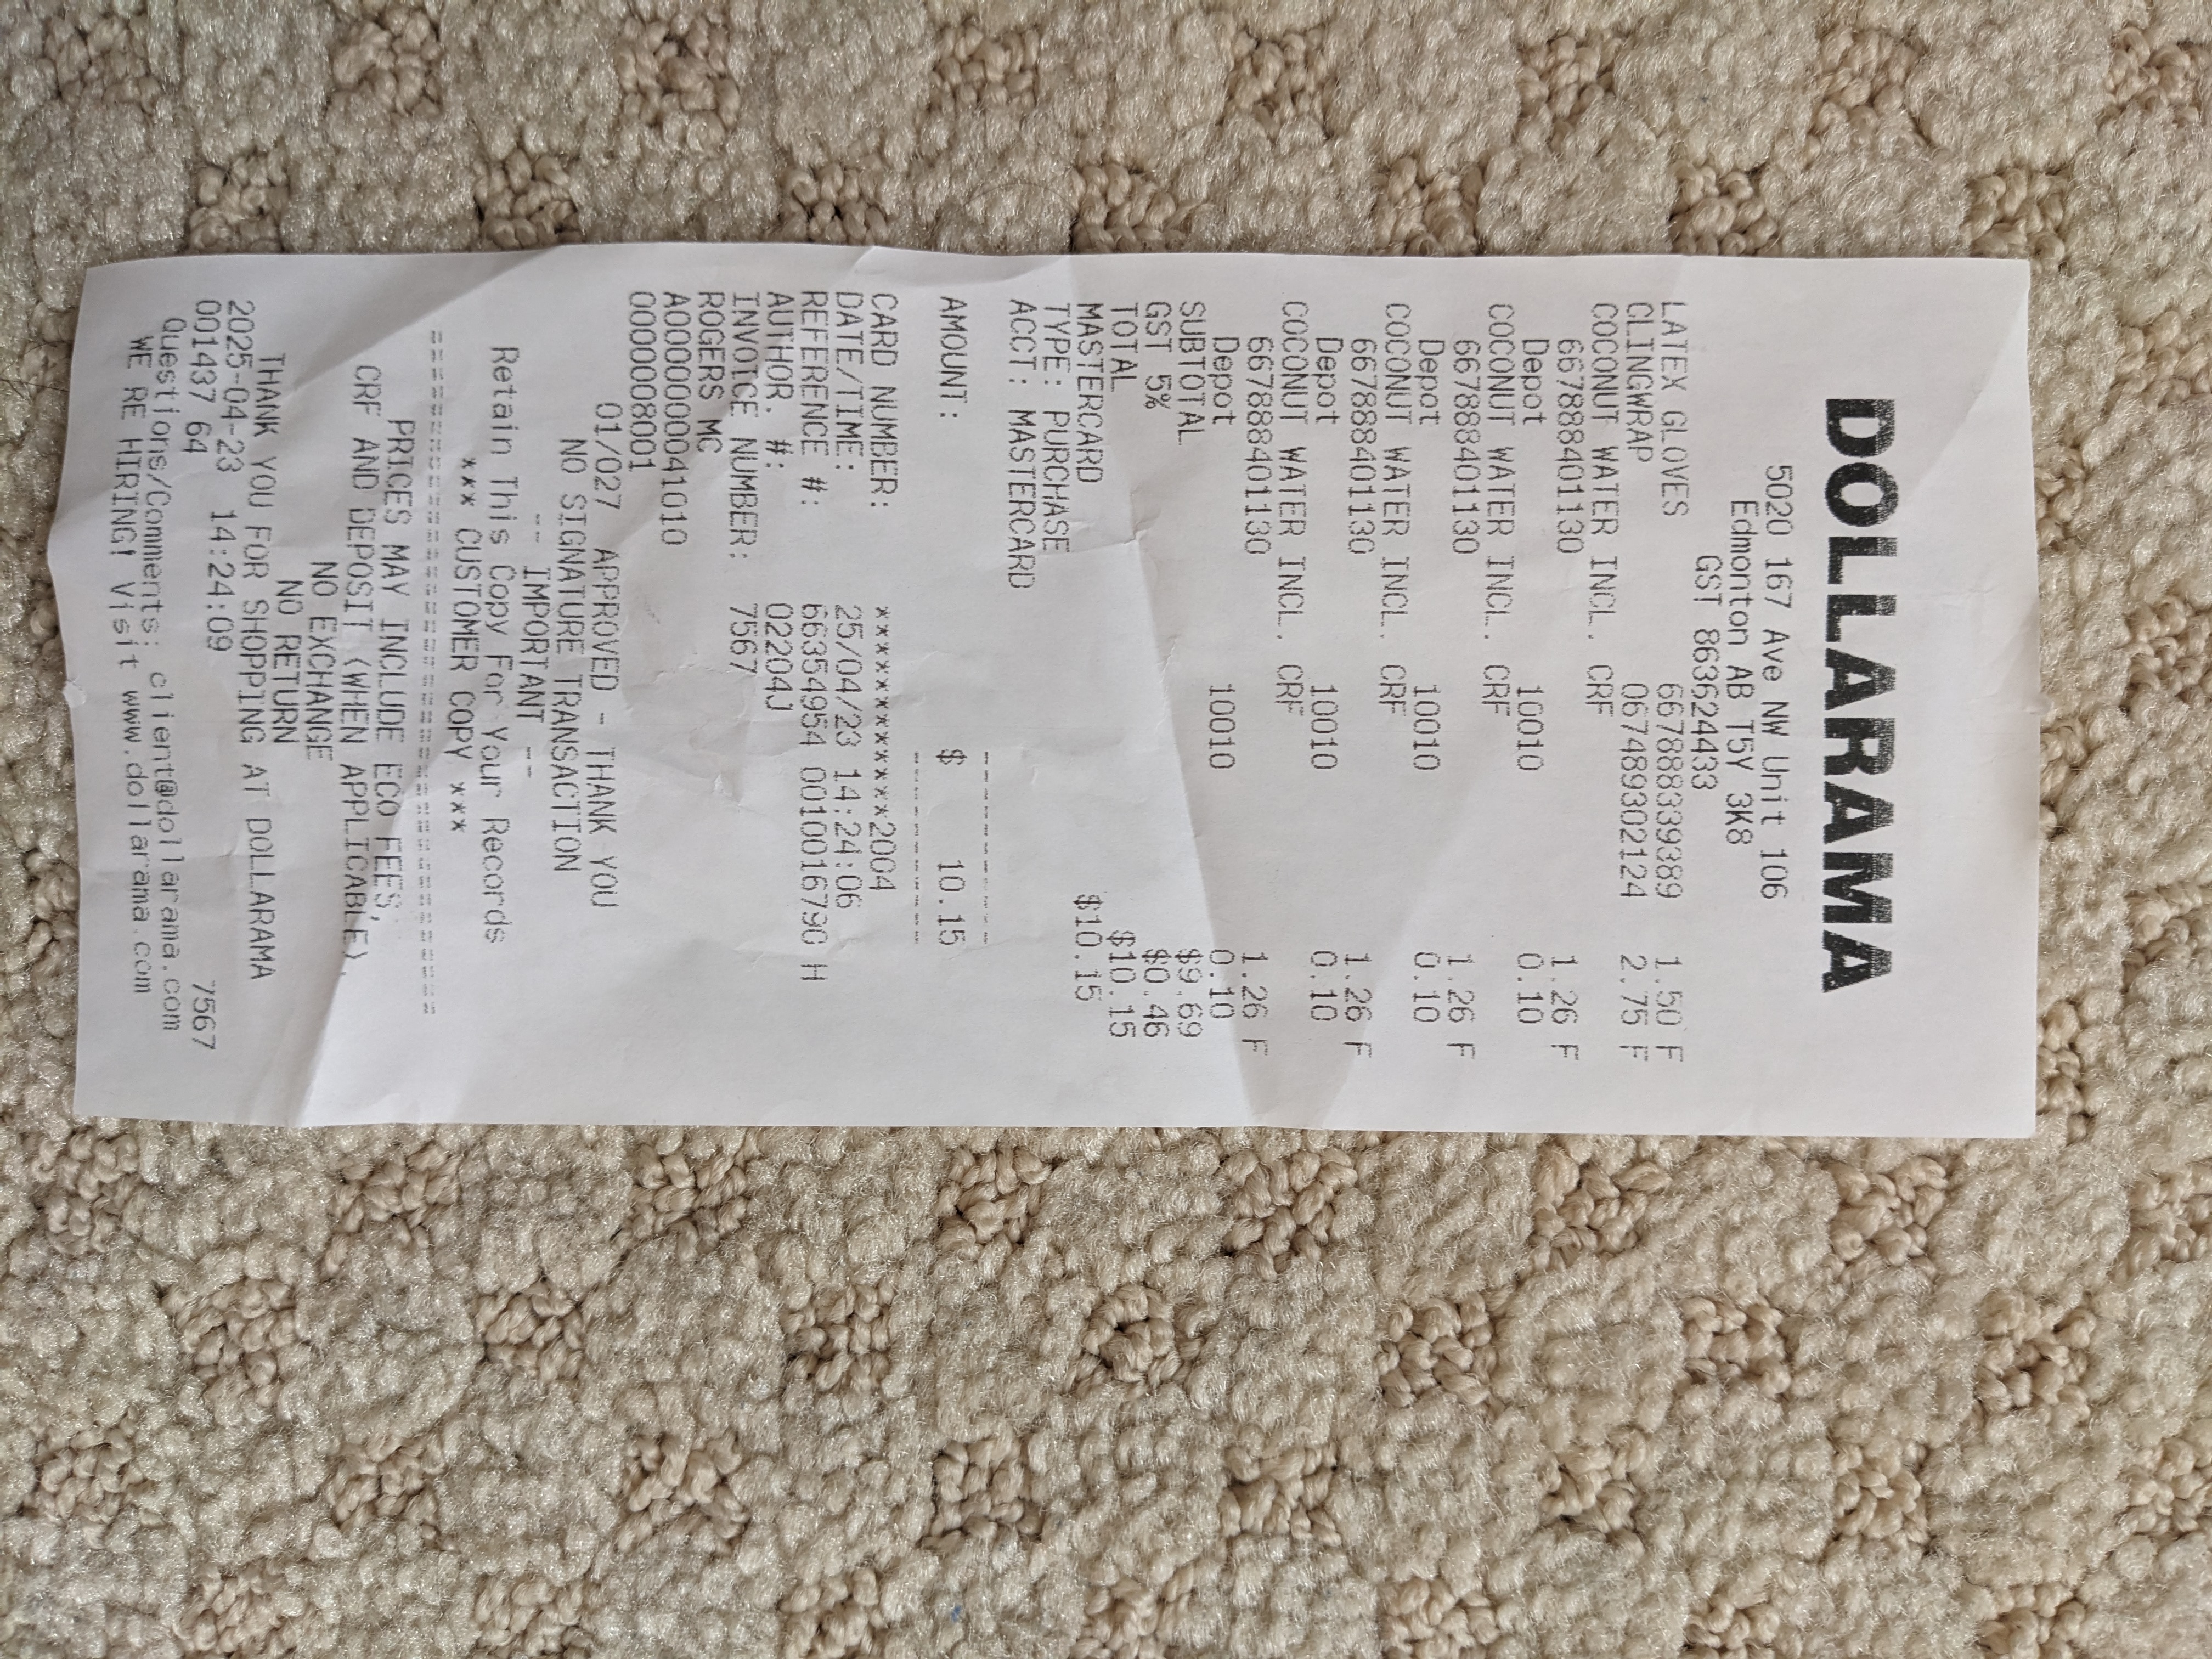 DOLLARAMA
5020 167 Ave NW Unit 106
Edmonton AB T5Y 3K8
GST 863624433
LATEX GLOVES 667888339389 1.50 F
CLINGWRAP 067489302124 2.75 F
COCONUT WATER INCL. CRF
667888401130 1.26 F
Depot 10010 0.10
COCONUT WATER INCL. CRF
667888401130 1.26 F
Depot 10010 0.10
COCONUT WATER INCL. CRF
667888401130 1.26 F
Depot 10010 0.10
COCONUT WATER INCL. CRF
667888401130 1.26 F
Depot 10010 0.10
SUBTOTAL $9.69
GST 5% $0.46
TOTAL $10.15
MASTERCARD $10.15
TYPE: PURCHASE
ACCT: MASTERCARD
--------------
AMOUNT: $ 10.15
--------------
CARD NUMBER: ************2004
DATE/TIME: 25/04/23 14:24:06
REFERENCE #: 66354954 0010016790 H
AUTHOR. #: 02204J
INVOICE NUMBER: 7567
ROGERS MC
A0000000041010
0000008001
01/027 APPROVED - THANK YOU
NO SIGNATURE TRANSACTION
-- IMPORTANT --
Retain This Copy For Your Records
*** CUSTOMER COPY ***
========================================
PRICES MAY INCLUDE ECO FEES,
CRF AND DEPOSIT (WHEN APPLICABLE).
NO EXCHANGE
NO RETURN
THANK YOU FOR SHOPPING AT DOLLARAMA
2025-04-23 14:24:09
001437 64 7567
Questions/Comments: client@dollarama.com
WE RE HIRING! Visit www.dollarama.com